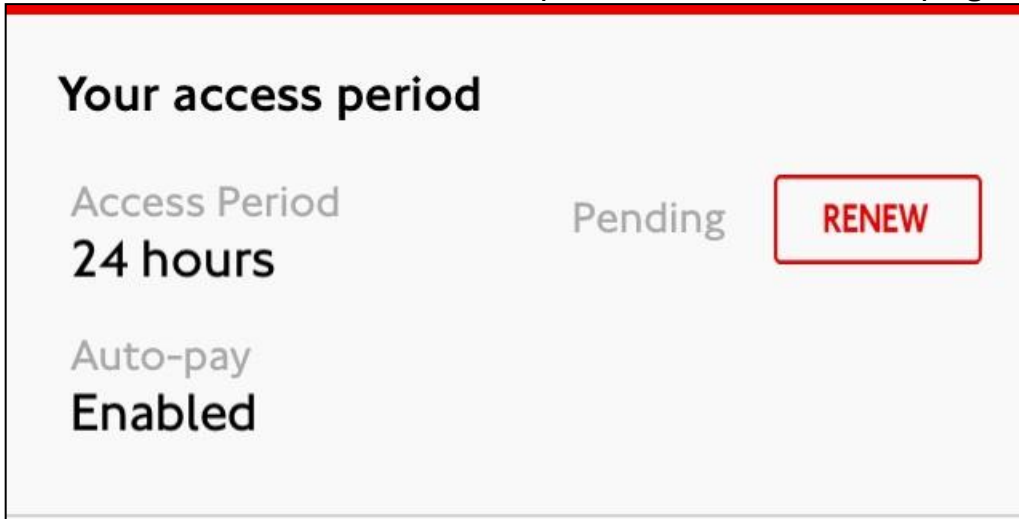 Your access period
Access Period
24 hours
Pending
RENEW
Auto-pay
Enabled